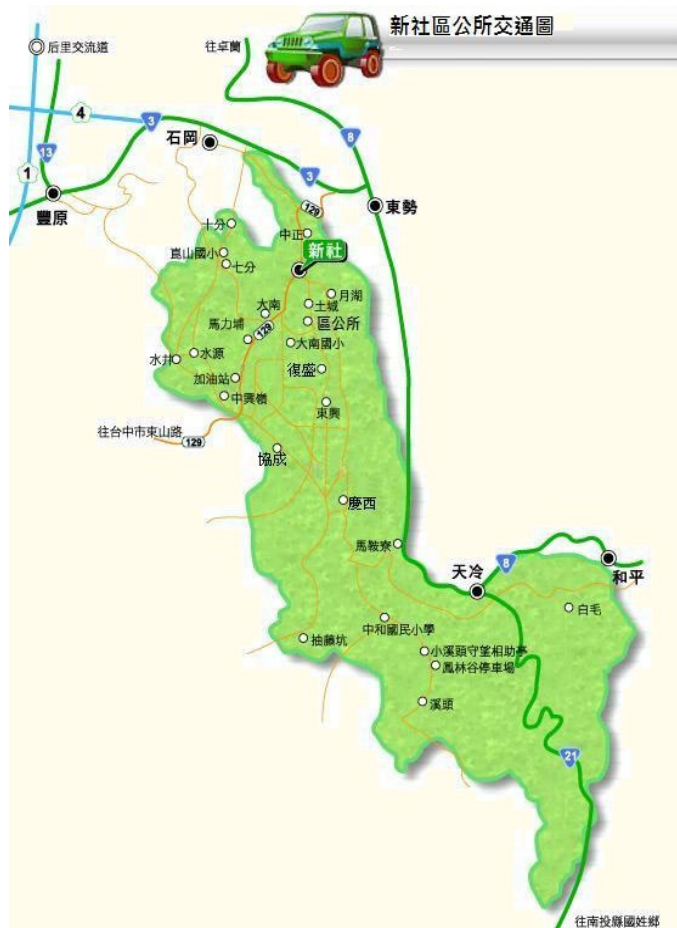 新社區公所交通圖
后里交流道
往卓蘭
4
3
石岡
8
13
1
3
豐原
129
東勢
十分
中正
新社
崑山國小
七分
月湖
大南
土城
區公所
馬力埔
129
大南國小
水井
水源
復盛
加油站
中興嶺
東興
往台中市東山路
129
協成
慶西
馬鞍寮
8
天冷
和平
白毛
中和國民小學
抽藤坑
小溪頭守望相助亭
鳳林谷停車場
溪頭
21
往南投縣國姓鄉